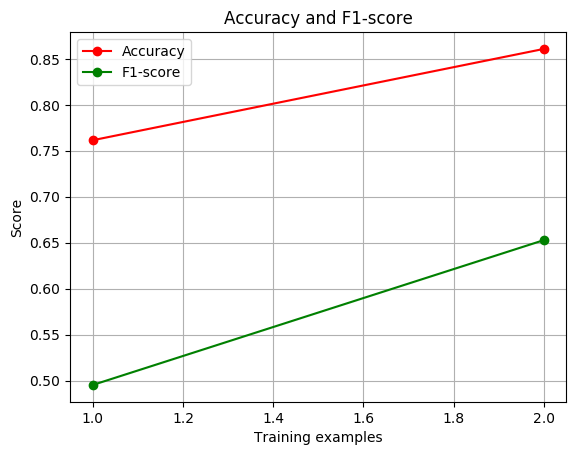 Accuracy and F1-score
Accuracy
F1-score
0.85
0.80
0.75
0.70
0.65
0.60
0.55
0.50
Score
1.0 1.2 1.4 1.6 1.8 2.0
Training examples